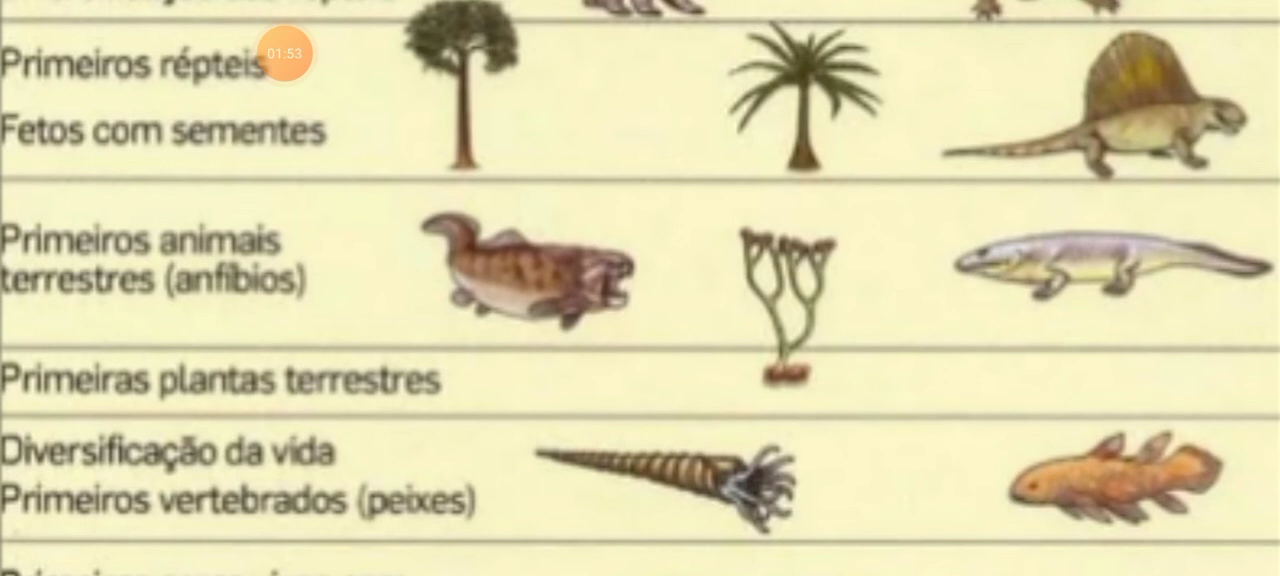 Primeiros répteis
01:53
Fetos com sementes
Primeiros animais
terrestres (anfíbios)
Primeiras plantas terrestres
Diversificação da vida
Primeiros vertebrados (peixes)